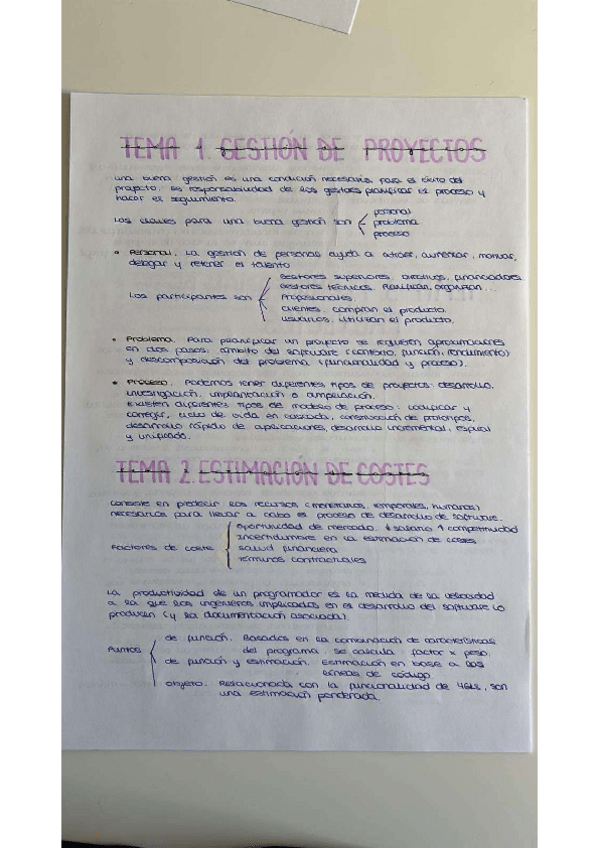 TEMA 1. GESTIÓN DE PROYECTOS
una buena gestión es una condición necesaria para el éxito del
proyecto. es responsabilidad de los gestores planificar el proceso y
hacer el seguimiento.
Las claves para una buena gestión son
personal
problema
proceso
• Personal. La gestión de personas ayuda a atraer, aumentar, motivar,
delegar y retener el talento
Los participantes son
Gestores superiores, directivos, financiadores
Gestores técnicos. Planifican, organizan...
Profesionales.
Clientes. compran el producto.
usuarios. utilizan el producto.
• Problema. Para planificar un proyecto se requieren aproximaciones
en dos pasos: ámbito del software (contexto, función, rendimiento)
y descomposición del problema (funcionalidad y proceso).
• Proceso. Podemos tener diferentes tipos de proyectos: desarrollo,
investigación, implantación o ampliación.
Existen diferentes tipos de modelo de proceso: codificar y
corregir, ciclo de vida en cascada, construcción de prototipos,
desarrollo rápido de aplicaciones, desarrollo incremental, espiral
y unificado.
TEMA 2. ESTIMACIÓN DE COSTES
consiste en predecir los recursos (monetarios, temporales, humanos)
necesarios para llevar a cabo el proceso de desarrollo de software.
Factores de coste
oportunidad de mercado. ↓ salario ↑ competitividad
Incertidumbre en la estimación de costes
salud financiera
Términos contractuales
La productividad de un programador es la medida de la velocidad
a la que los ingenieros implicados en el desarrollo del software lo
producen (y la documentación asociada).
Puntos
de función. Basados en la combinación de características
del programa. se calcula: factor x peso.
de función y estimación. Estimación en base a las
líneas de código
objeto. Relacionada con la funcionalidad de 4GLs, son
una estimación ponderada.